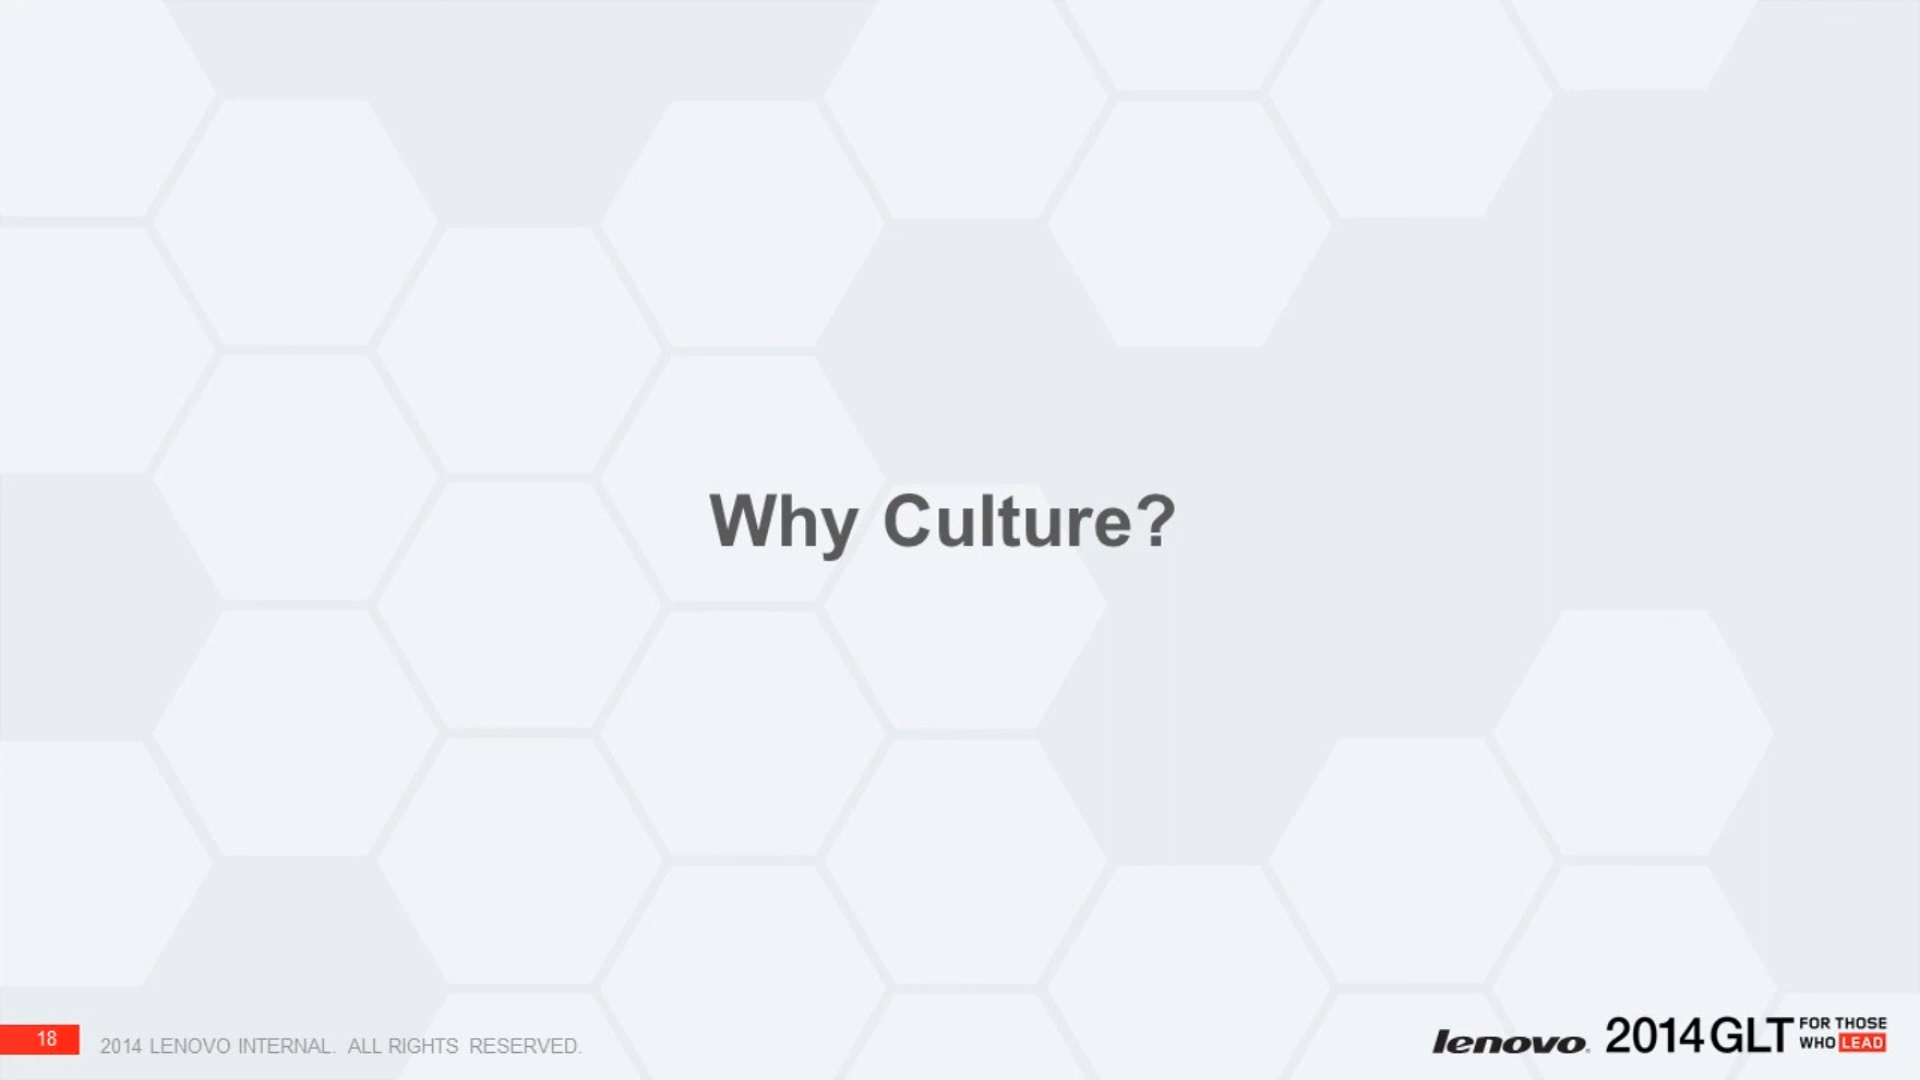 Why Culture?
18
2014 LENOVO INTERNAL. ALL RIGHTS RESERVED.
lenovo
2014 GLT
FOR THOSE
WHO LEAD